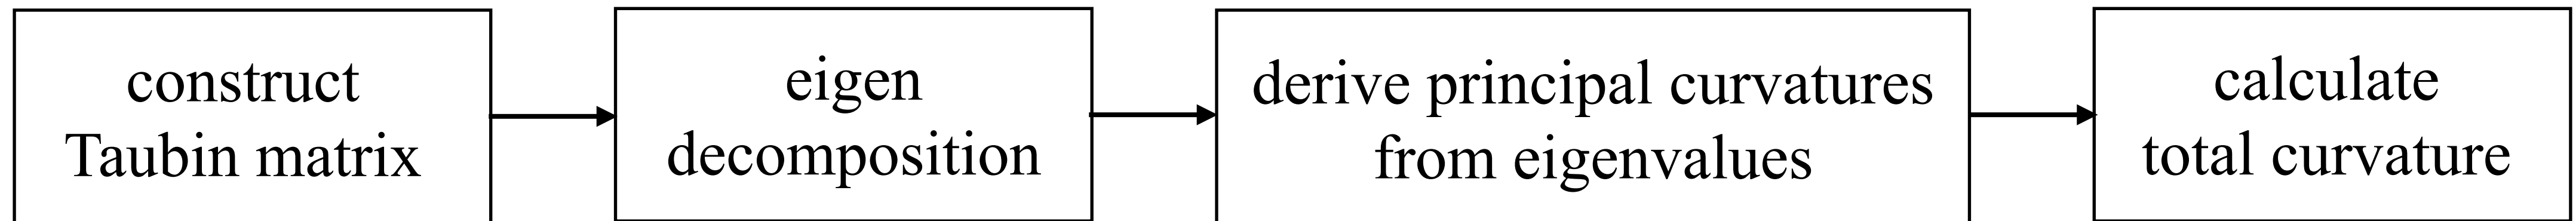 construct
Taubin matrix
eigen
decomposition
derive principal curvatures
from eigenvalues
calculate
total curvature